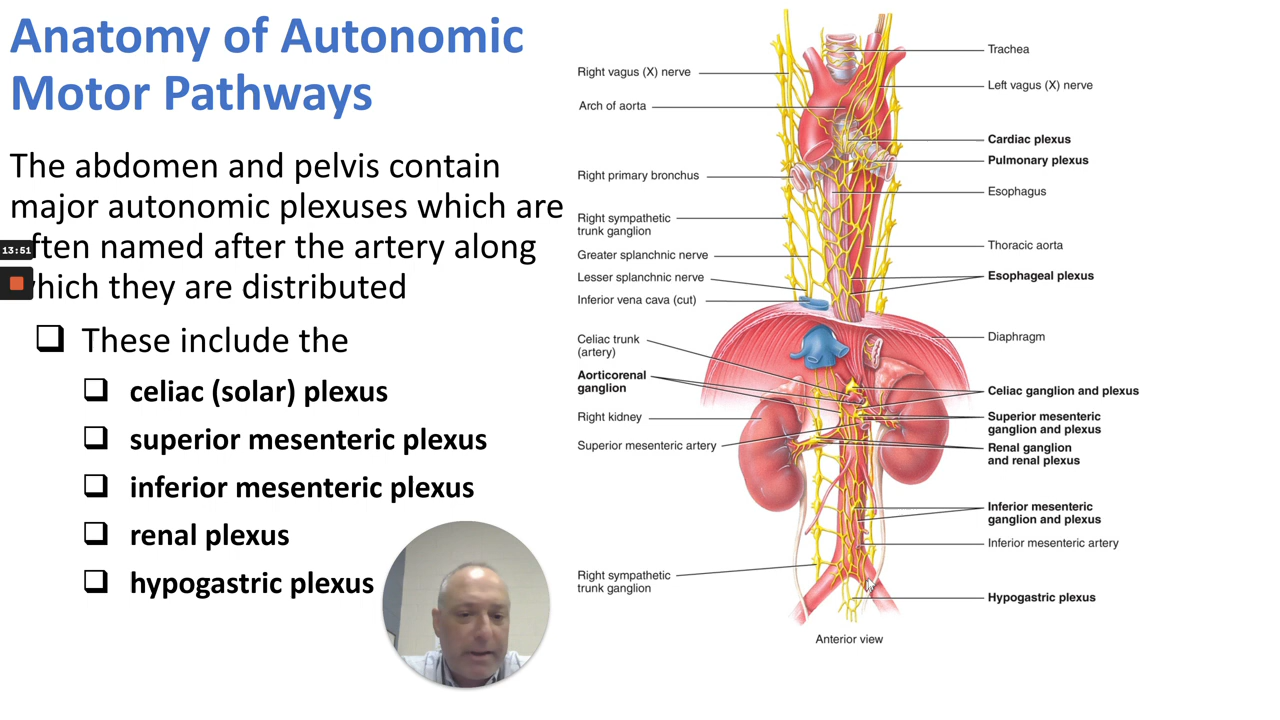 Anatomy of Autonomic
Motor Pathways
The abdomen and pelvis contain
major autonomic plexuses which are
ften named after the artery along
hich they are distributed
13:51
These include the
celiac (solar) plexus
superior mesenteric plexus
inferior mesenteric plexus
renal plexus
hypogastric plexus
Right vagus (X) nerve
Arch of aorta
Right primary bronchus
Right sympathetic
trunk ganglion
Greater splanchnic nerve
Lesser splanchnic nerve
Inferior vena cava (cut)
Celiac trunk
(artery)
Aorticorenal
ganglion
Right kidney
Superior mesenteric artery
Right sympathetic
trunk ganglion
Trachea
Left vagus (X) nerve
Cardiac plexus
Pulmonary plexus
Esophagus
Thoracic aorta
Esophageal plexus
Diaphragm
Celiac ganglion and plexus
Superior mesenteric
ganglion and plexus
Renal ganglion
and renal plexus
Inferior mesenteric
ganglion and plexus
Inferior mesenteric artery
Hypogastric plexus
Anterior view